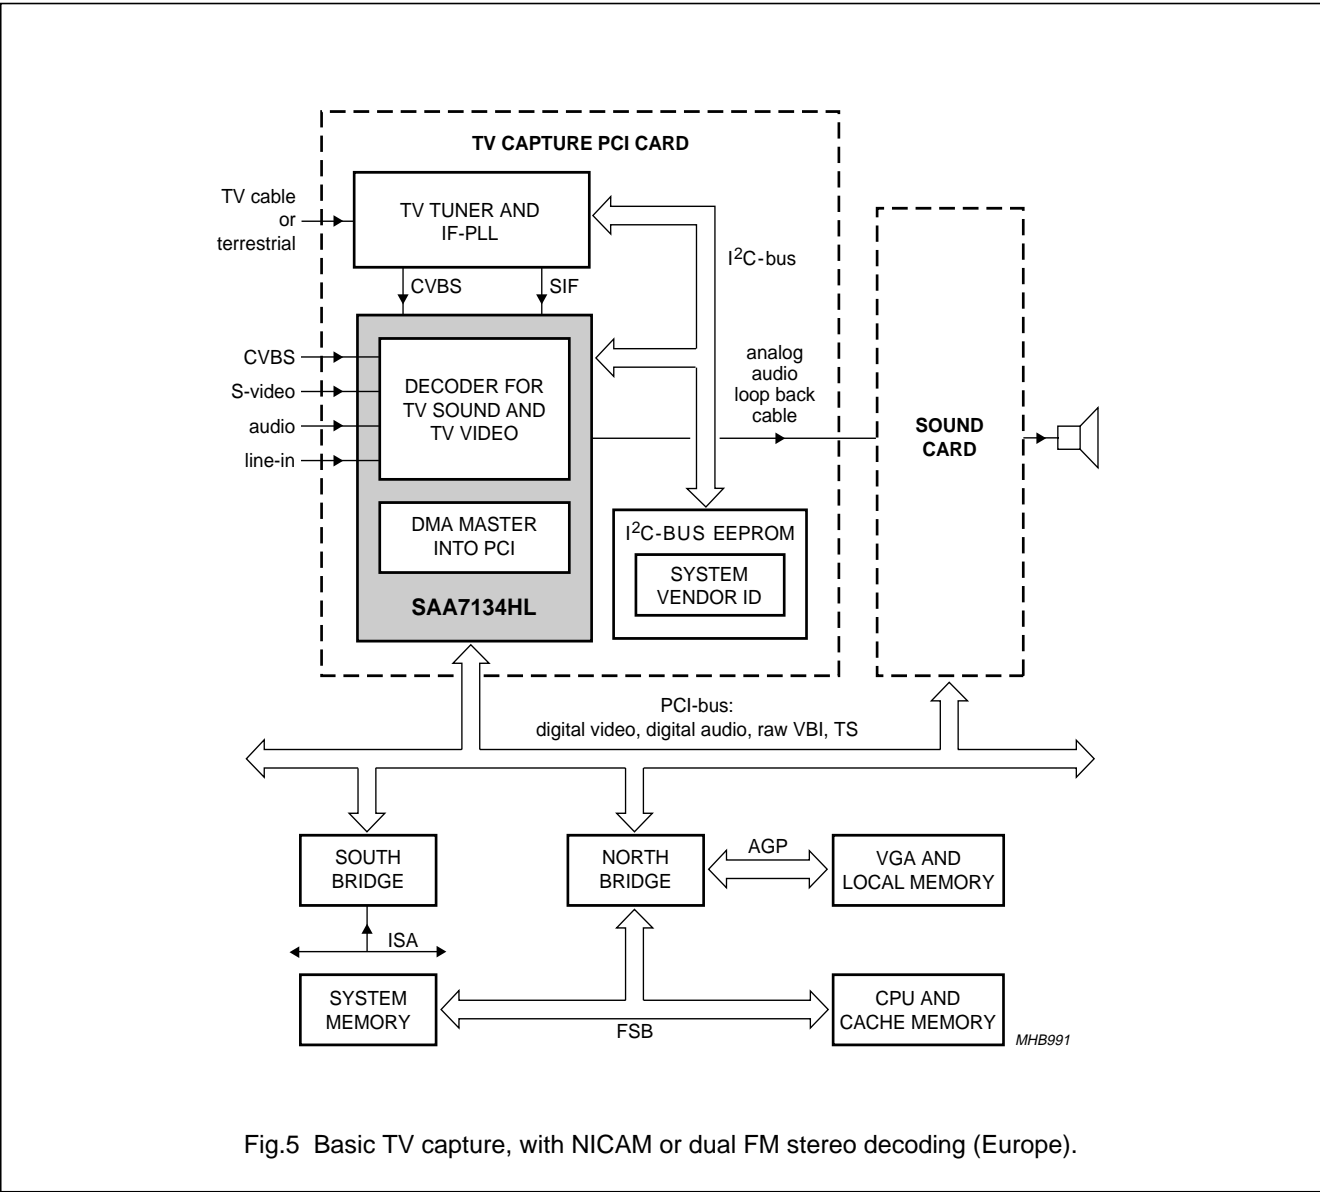 TV CAPTURE PCI CARD
TV cable
or
terrestrial
TV TUNER AND
IF-PLL
I2C-bus
CVBS
SIF
CVBS
S-video
audio
line-in
DECODER FOR
TV SOUND AND
TV VIDEO
analog
audio
loop back
cable
SOUND
CARD
DMA MASTER
INTO PCI
SAA7134HL
I2C-BUS EEPROM
SYSTEM
VENDOR ID
PCI-bus:
digital video, digital audio, raw VBI, TS
SOUTH
BRIDGE
NORTH
BRIDGE
AGP
VGA AND
LOCAL MEMORY
ISA
SYSTEM
MEMORY
FSB
CPU AND
CACHE MEMORY
MHB991
Fig.5 Basic TV capture, with NICAM or dual FM stereo decoding (Europe).